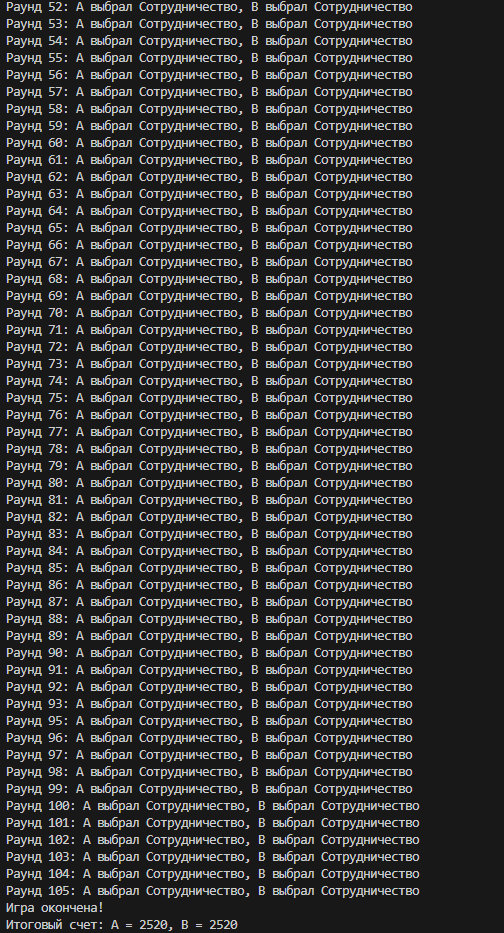 Раунд 52: A выбрал Сотрудничество, B выбрал Сотрудничество
Раунд 53: A выбрал Сотрудничество, B выбрал Сотрудничество
Раунд 54: A выбрал Сотрудничество, B выбрал Сотрудничество
Раунд 55: A выбрал Сотрудничество, B выбрал Сотрудничество
Раунд 56: A выбрал Сотрудничество, B выбрал Сотрудничество
Раунд 57: A выбрал Сотрудничество, B выбрал Сотрудничество
Раунд 58: A выбрал Сотрудничество, B выбрал Сотрудничество
Раунд 59: A выбрал Сотрудничество, B выбрал Сотрудничество
Раунд 60: A выбрал Сотрудничество, B выбрал Сотрудничество
Раунд 61: A выбрал Сотрудничество, B выбрал Сотрудничество
Раунд 62: A выбрал Сотрудничество, B выбрал Сотрудничество
Раунд 63: A выбрал Сотрудничество, B выбрал Сотрудничество
Раунд 64: A выбрал Сотрудничество, B выбрал Сотрудничество
Раунд 65: A выбрал Сотрудничество, B выбрал Сотрудничество
Раунд 66: A выбрал Сотрудничество, B выбрал Сотрудничество
Раунд 67: A выбрал Сотрудничество, B выбрал Сотрудничество
Раунд 68: A выбрал Сотрудничество, B выбрал Сотрудничество
Раунд 69: A выбрал Сотрудничество, B выбрал Сотрудничество
Раунд 70: A выбрал Сотрудничество, B выбрал Сотрудничество
Раунд 71: A выбрал Сотрудничество, B выбрал Сотрудничество
Раунд 72: A выбрал Сотрудничество, B выбрал Сотрудничество
Раунд 73: A выбрал Сотрудничество, B выбрал Сотрудничество
Раунд 74: A выбрал Сотрудничество, B выбрал Сотрудничество
Раунд 75: A выбрал Сотрудничество, B выбрал Сотрудничество
Раунд 76: A выбрал Сотрудничество, B выбрал Сотрудничество
Раунд 77: A выбрал Сотрудничество, B выбрал Сотрудничество
Раунд 78: A выбрал Сотрудничество, B выбрал Сотрудничество
Раунд 79: A выбрал Сотрудничество, B выбрал Сотрудничество
Раунд 80: A выбрал Сотрудничество, B выбрал Сотрудничество
Раунд 81: A выбрал Сотрудничество, B выбрал Сотрудничество
Раунд 82: A выбрал Сотрудничество, B выбрал Сотрудничество
Раунд 83: A выбрал Сотрудничество, B выбрал Сотрудничество
Раунд 84: A выбрал Сотрудничество, B выбрал Сотрудничество
Раунд 85: A выбрал Сотрудничество, B выбрал Сотрудничество
Раунд 86: A выбрал Сотрудничество, B выбрал Сотрудничество
Раунд 87: A выбрал Сотрудничество, B выбрал Сотрудничество
Раунд 88: A выбрал Сотрудничество, B выбрал Сотрудничество
Раунд 89: A выбрал Сотрудничество, B выбрал Сотрудничество
Раунд 90: A выбрал Сотрудничество, B выбрал Сотрудничество
Раунд 91: A выбрал Сотрудничество, B выбрал Сотрудничество
Раунд 92: A выбрал Сотрудничество, B выбрал Сотрудничество
Раунд 93: A выбрал Сотрудничество, B выбрал Сотрудничество
Раунд 95: A выбрал Сотрудничество, B выбрал Сотрудничество
Раунд 96: A выбрал Сотрудничество, B выбрал Сотрудничество
Раунд 97: A выбрал Сотрудничество, B выбрал Сотрудничество
Раунд 98: A выбрал Сотрудничество, B выбрал Сотрудничество
Раунд 99: A выбрал Сотрудничество, B выбрал Сотрудничество
Раунд 100: A выбрал Сотрудничество, B выбрал Сотрудничество
Раунд 101: A выбрал Сотрудничество, B выбрал Сотрудничество
Раунд 102: A выбрал Сотрудничество, B выбрал Сотрудничество
Раунд 103: A выбрал Сотрудничество, B выбрал Сотрудничество
Раунд 104: A выбрал Сотрудничество, B выбрал Сотрудничество
Раунд 105: A выбрал Сотрудничество, B выбрал Сотрудничество
Игра окончена!
Итоговый счет: A = 2520, B = 2520